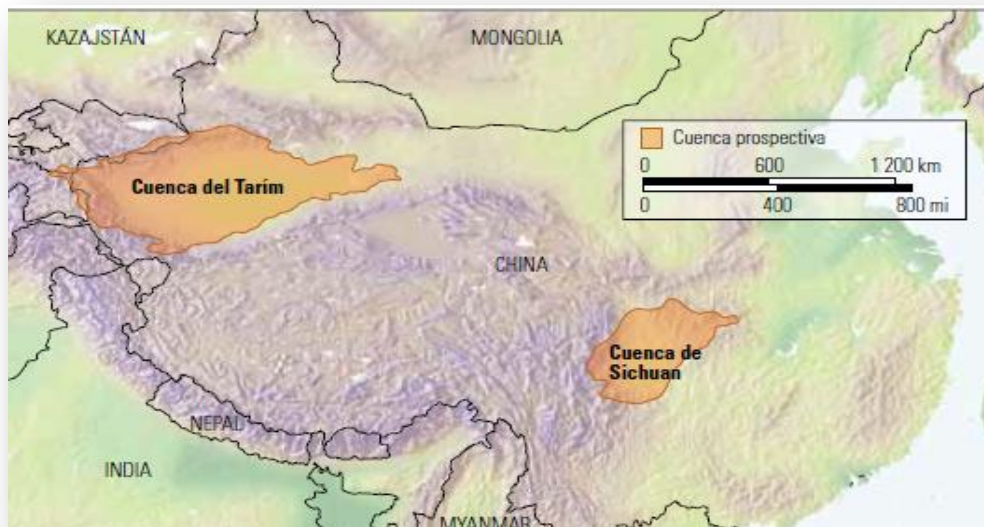 KAZAJSTÁN
MONGOLIA
Cuenca prospectiva
0 600 1 200 km
0 400 800 mi
Cuenca del Tarím
CHINA
Cuenca de
Sichuan
NEPAL
INDIA
MYANMAR